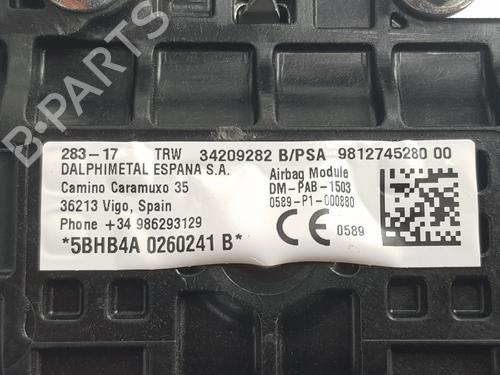 283-17 TRW 34209282 B/PSA 9812745280 00
DALPHIMETAL ESPANA S.A.
Camino Caramuxo 35
36213 Vigo, Spain
Phone +34 986293129
*5BHB4A 0260241 B*
Airbag Module
DM-PAB-1503
0589-P1-000880
CE 0589
B-PARTS